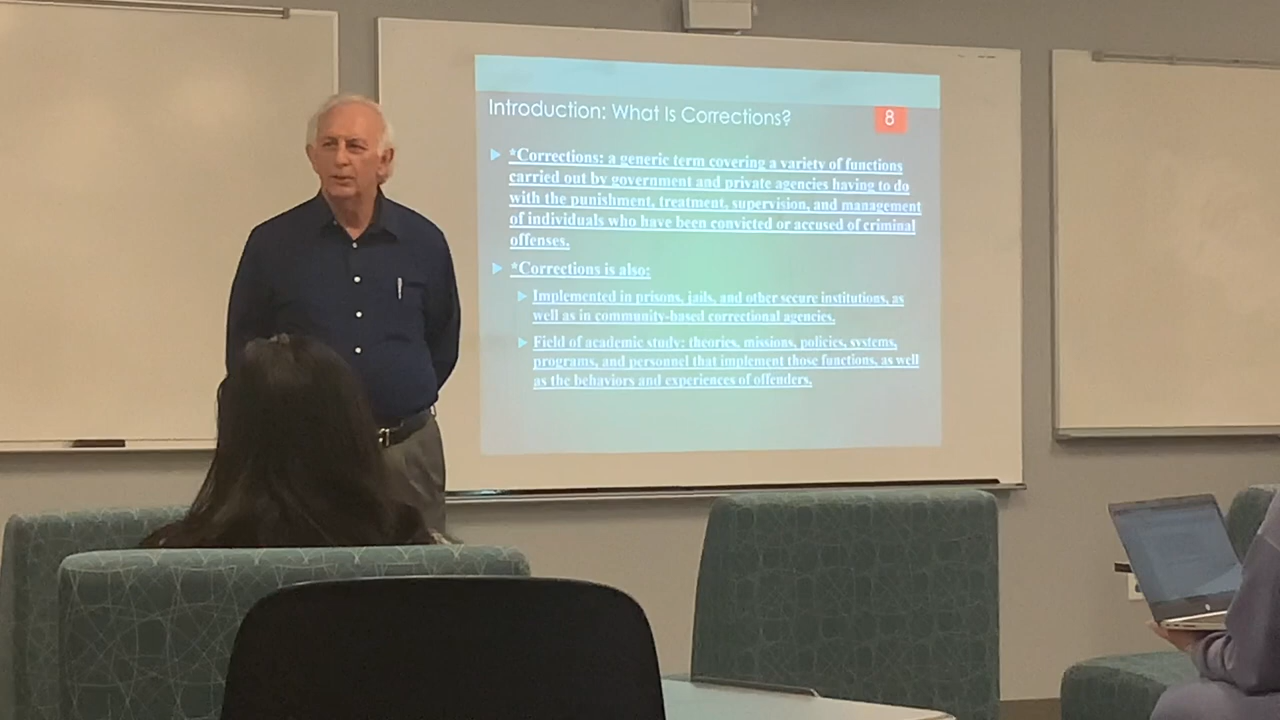 Introduction: What Is Corrections?
8
*Corrections: a generic term covering a variety of functions
carried out by government and private agencies having to do
with the punishment, treatment, supervision, and management
of individuals who have been convicted or accused of criminal
offenses.
*Corrections is also:
Implemented in prisons, jails, and other secure institutions, as
well as in community-based correctional agencies.
Field of academic study: theories, missions, policies, systems,
programs, and personnel that implement those functions, as well
as the behaviors and experiences of offenders.